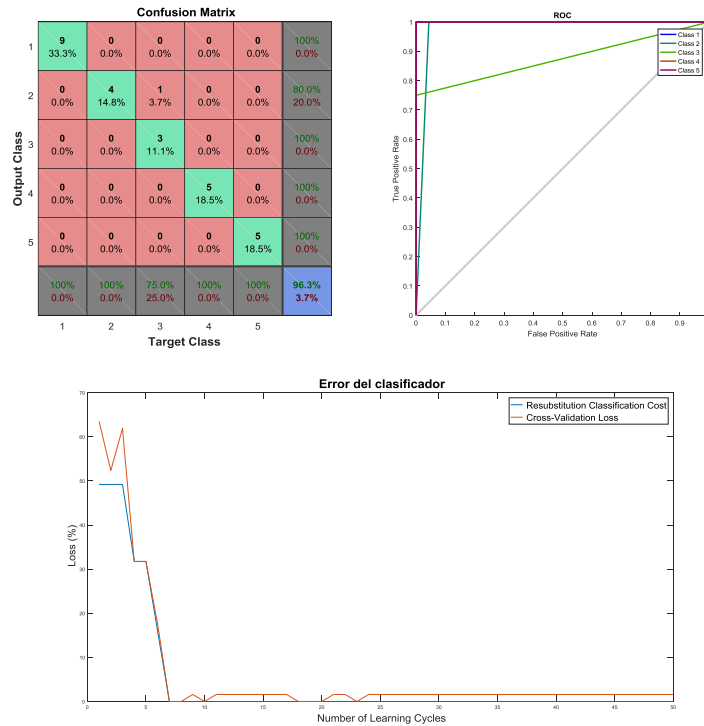 Confusion Matrix
1 9 0 0 0 0 100%
33.3% 0.0% 0.0% 0.0% 0.0% 0.0%
2 0 4 1 0 0 80.0%
0.0% 14.8% 3.7% 0.0% 0.0% 20.0%
3 0 0 3 0 0 100%
0.0% 0.0% 11.1% 0.0% 0.0% 0.0%
4 0 0 0 5 0 100%
0.0% 0.0% 0.0% 18.5% 0.0% 0.0%
5 0 0 0 0 5 100%
0.0% 0.0% 0.0% 0.0% 18.5% 0.0%
100% 100% 75.0% 100% 100% 96.3%
0.0% 0.0% 25.0% 0.0% 0.0% 3.7%
1 2 3 4 5
Target Class
Output Class
ROC
Class 1
Class 2
Class 3
Class 4
Class 5
1
0.9
0.8
0.7
0.6
0.5
0.4
0.3
0.2
0.1
0
0 0.1 0.2 0.3 0.4 0.5 0.6 0.7 0.8 0.9
False Positive Rate
True Positive Rate
Error del clasificador
Resubstitution Classification Cost
Cross-Validation Loss
70
60
50
40
30
20
10
0
0 5 10 15 20 25 30 35 40 45 50
Number of Learning Cycles
Loss (%)